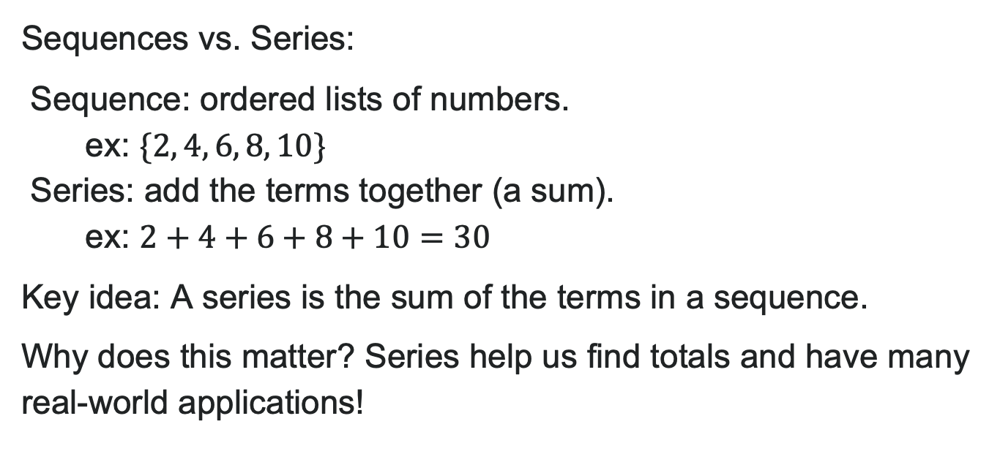 Sequences vs. Series:
Sequence: ordered lists of numbers.
ex: {2, 4, 6, 8, 10}
Series: add the terms together (a sum).
ex: 2 + 4 + 6 + 8 + 10 = 30
Key idea: A series is the sum of the terms in a sequence.
Why does this matter? Series help us find totals and have many
real-world applications!